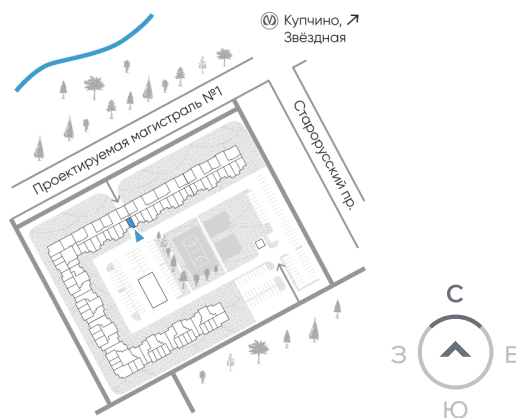 Купчино,
Звёздная
Проектируемая магистраль №1
Старорусский пр.
С
З
В
Ю